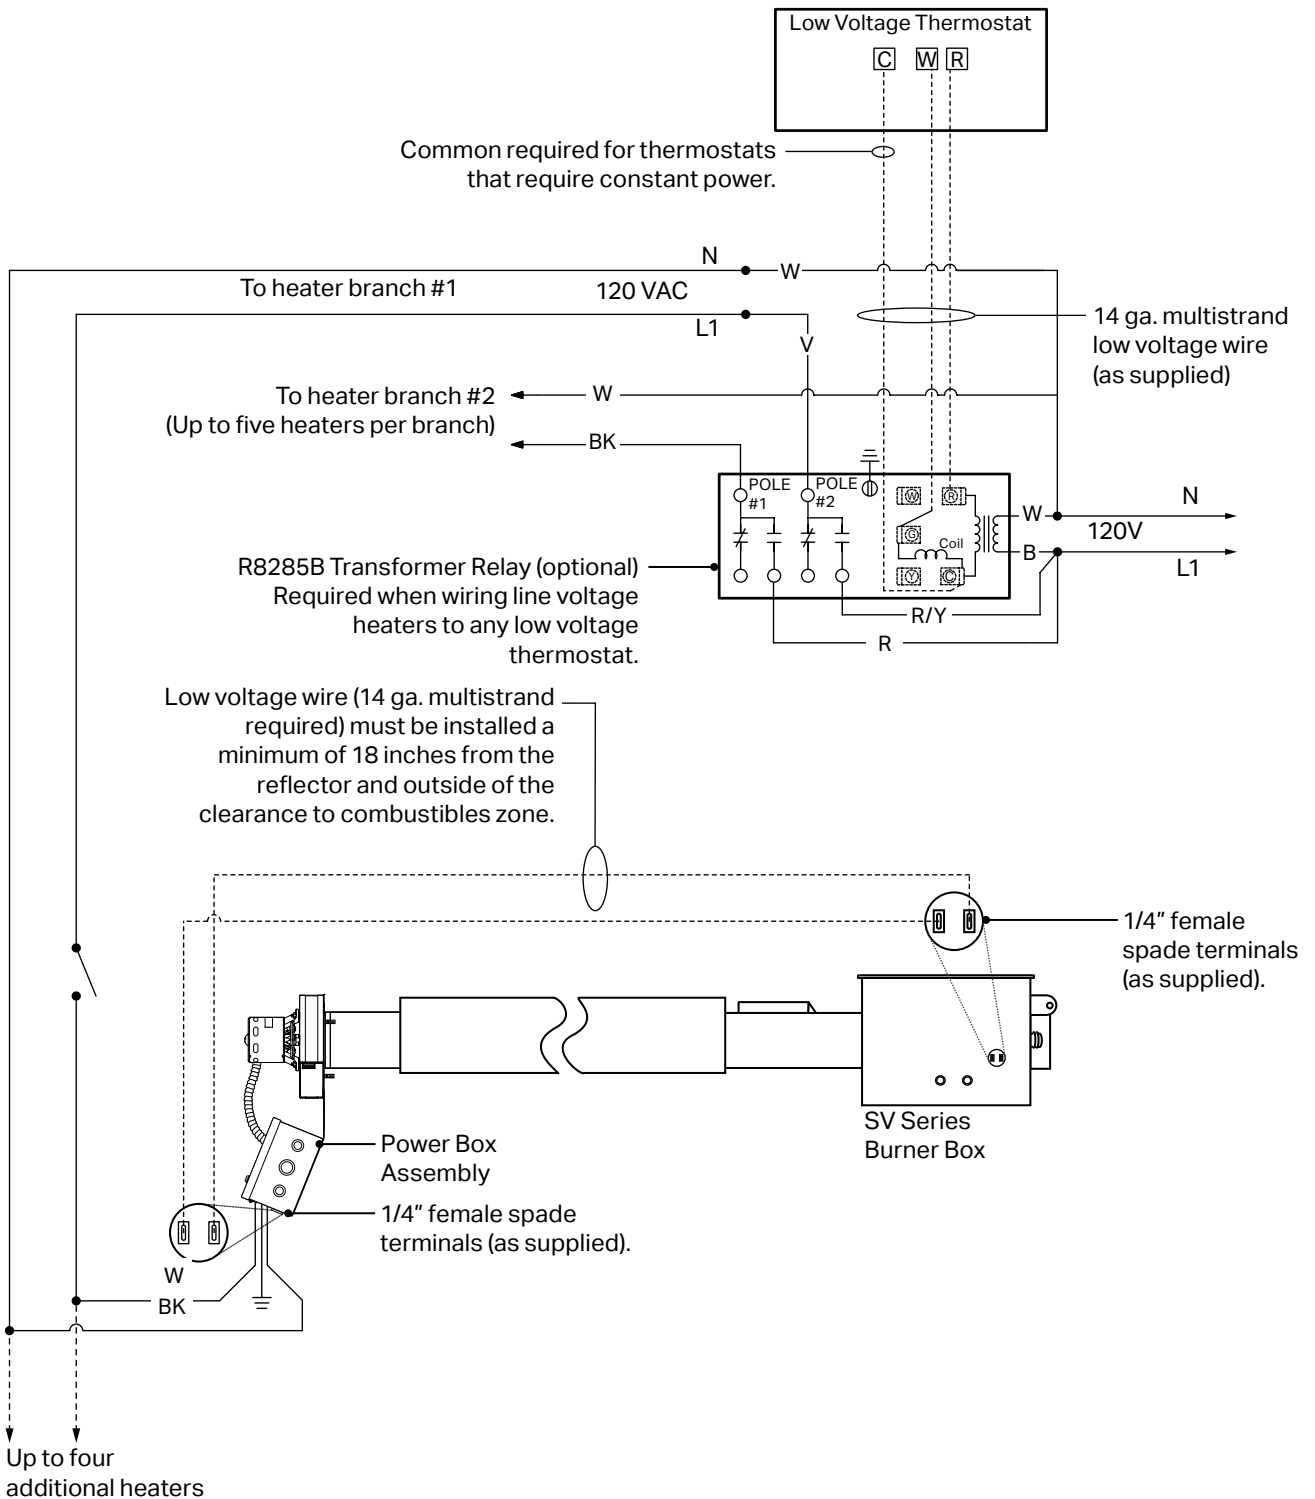 Low Voltage Thermostat
C W R
Common required for thermostats
that require constant power.
N
W
To heater branch #1
120 VAC
L1
V
14 ga. multistrand
low voltage wire
(as supplied)
To heater branch #2
(Up to five heaters per branch)
W
BK
POLE
#1
POLE
#2
W
R
G
Coil
Y
C
W
B
N
120V
L1
R/Y
R
R8285B Transformer Relay (optional)
Required when wiring line voltage
heaters to any low voltage
thermostat.
Low voltage wire (14 ga. multistrand
required) must be installed a
minimum of 18 inches from the
reflector and outside of the
clearance to combustibles zone.
1/4" female
spade terminals
(as supplied).
SV Series
Burner Box
Power Box
Assembly
1/4" female spade
terminals (as supplied).
W
BK
Up to four
additional heaters